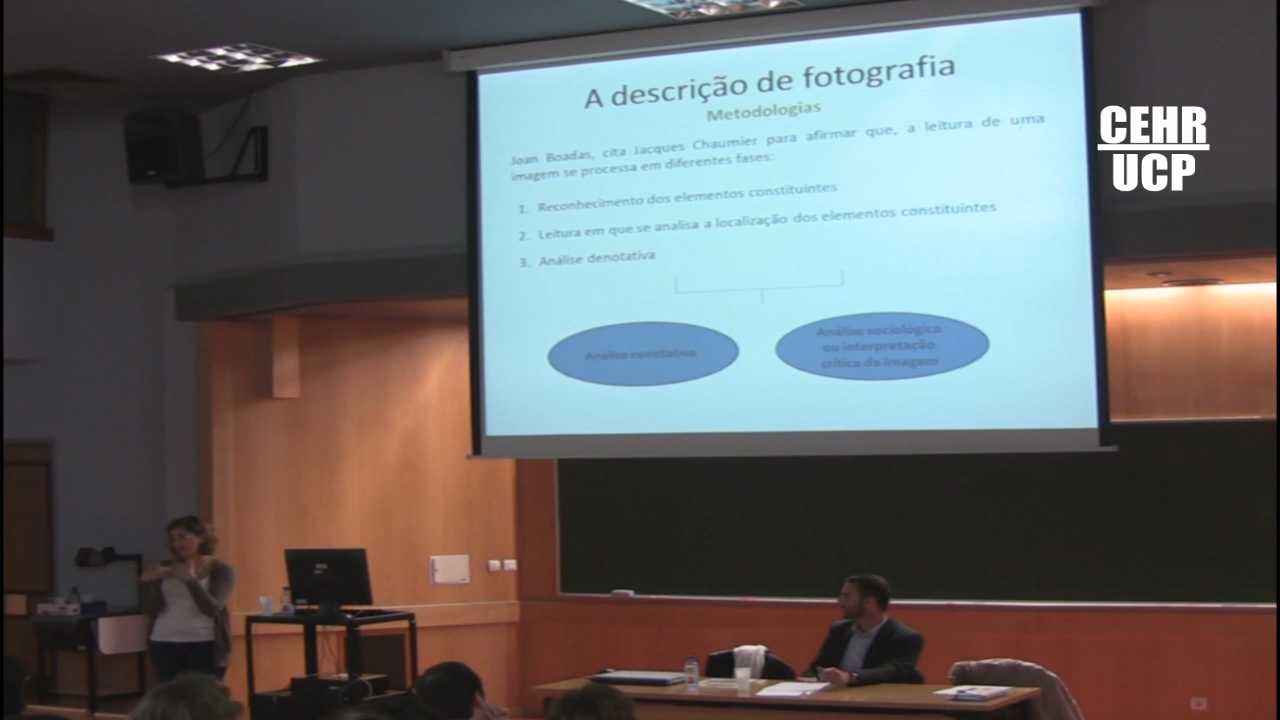 A descrição de fotografia
Metodologias
Joan Boadas, cita Jacques Chaumier para afirmar que, a leitura de uma
imagem se processa em diferentes fases:
1. Reconhecimento dos elementos constituintes
2. Leitura em que se analisa a localização dos elementos constituintes
3. Análise denotativa
Análise conotativa
Análise sociológica
ou interpretação
crítica da imagem
CEHR
UCP